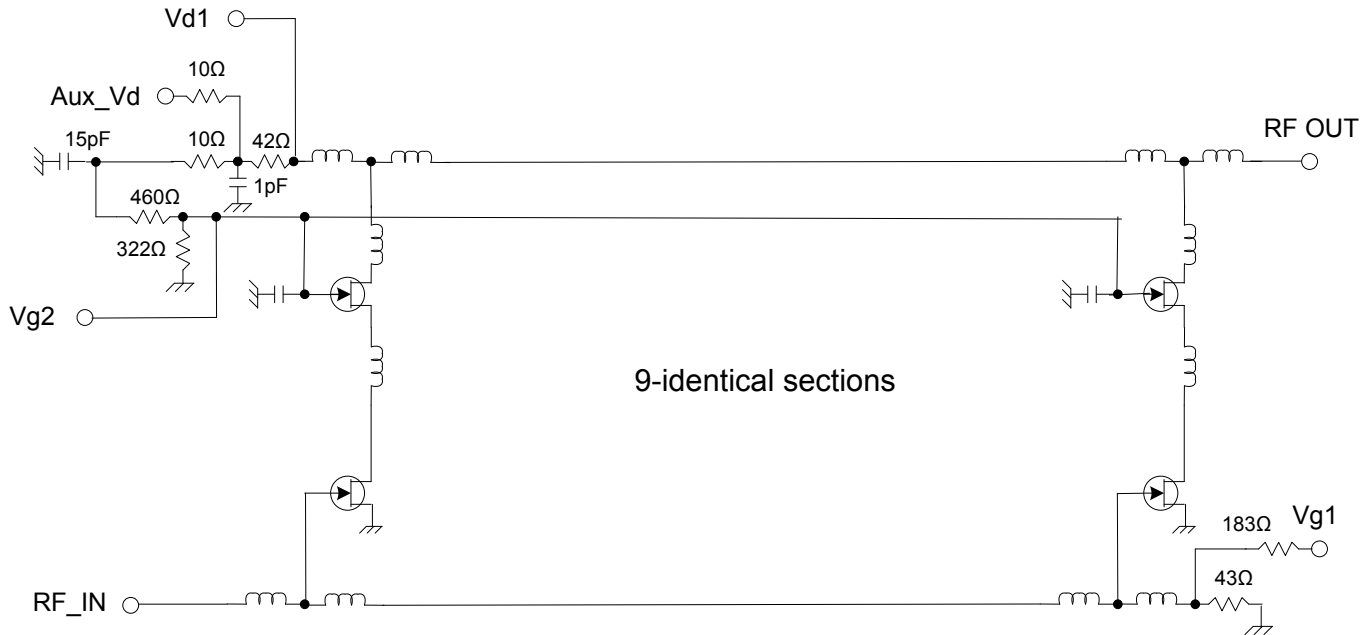 Vd1
10Ω
Aux_Vd
15pF
10Ω
42Ω
RF OUT
1pF
460Ω
322Ω
Vg2
9-identical sections
183Ω
Vg1
43Ω
RF_IN